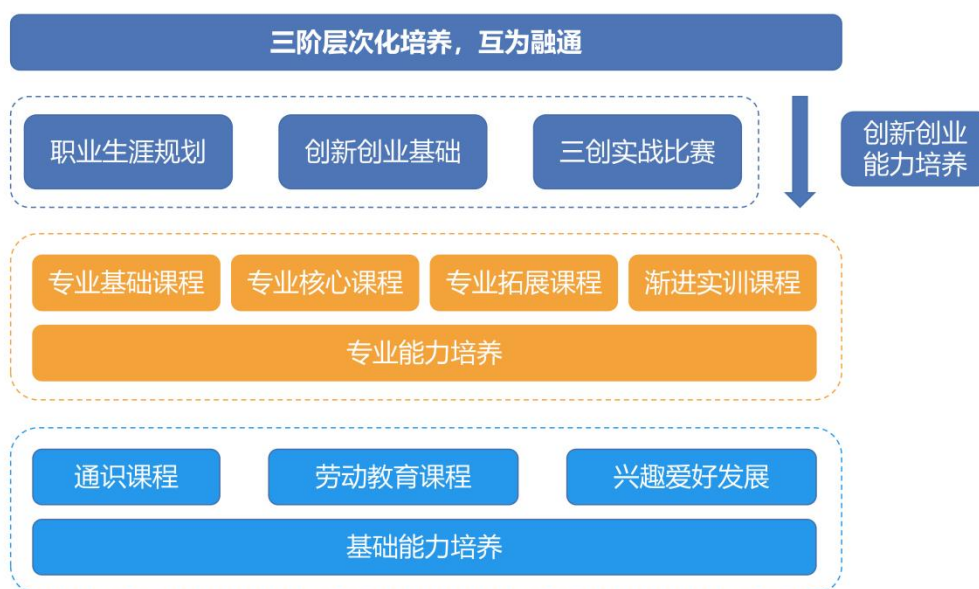 三阶层次化培养，互为融通
职业生涯规划
创新创业基础
三创实战比赛
创新创业
能力培养
专业基础课程
专业核心课程
专业拓展课程
渐进实训课程
专业能力培养
通识课程
劳动教育课程
兴趣爱好发展
基础能力培养